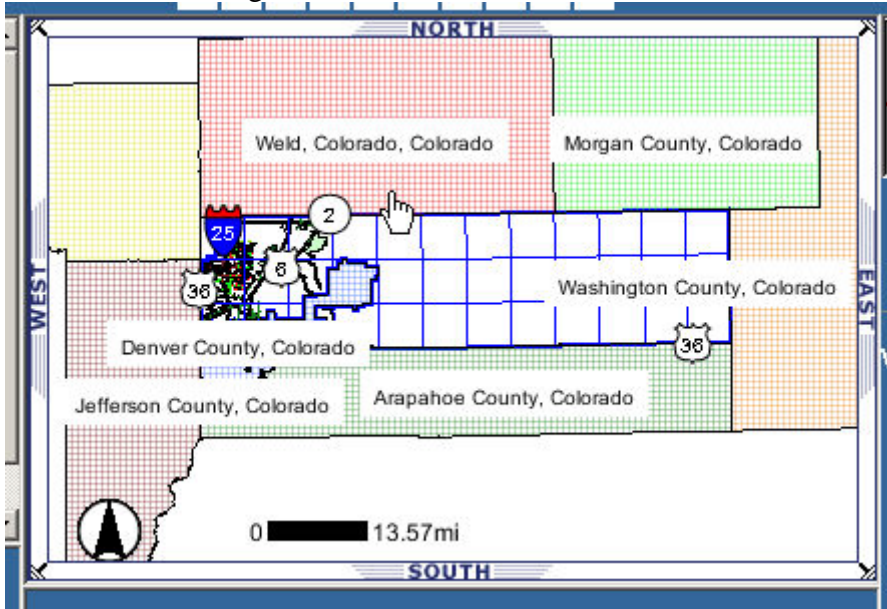 NORTH
Weld, Colorado, Colorado
Morgan County, Colorado
2
25
6
36
WEST
EAST
Washington County, Colorado
Denver County, Colorado
36
Jefferson County, Colorado
Arapahoe County, Colorado
0 13.57mi
SOUTH